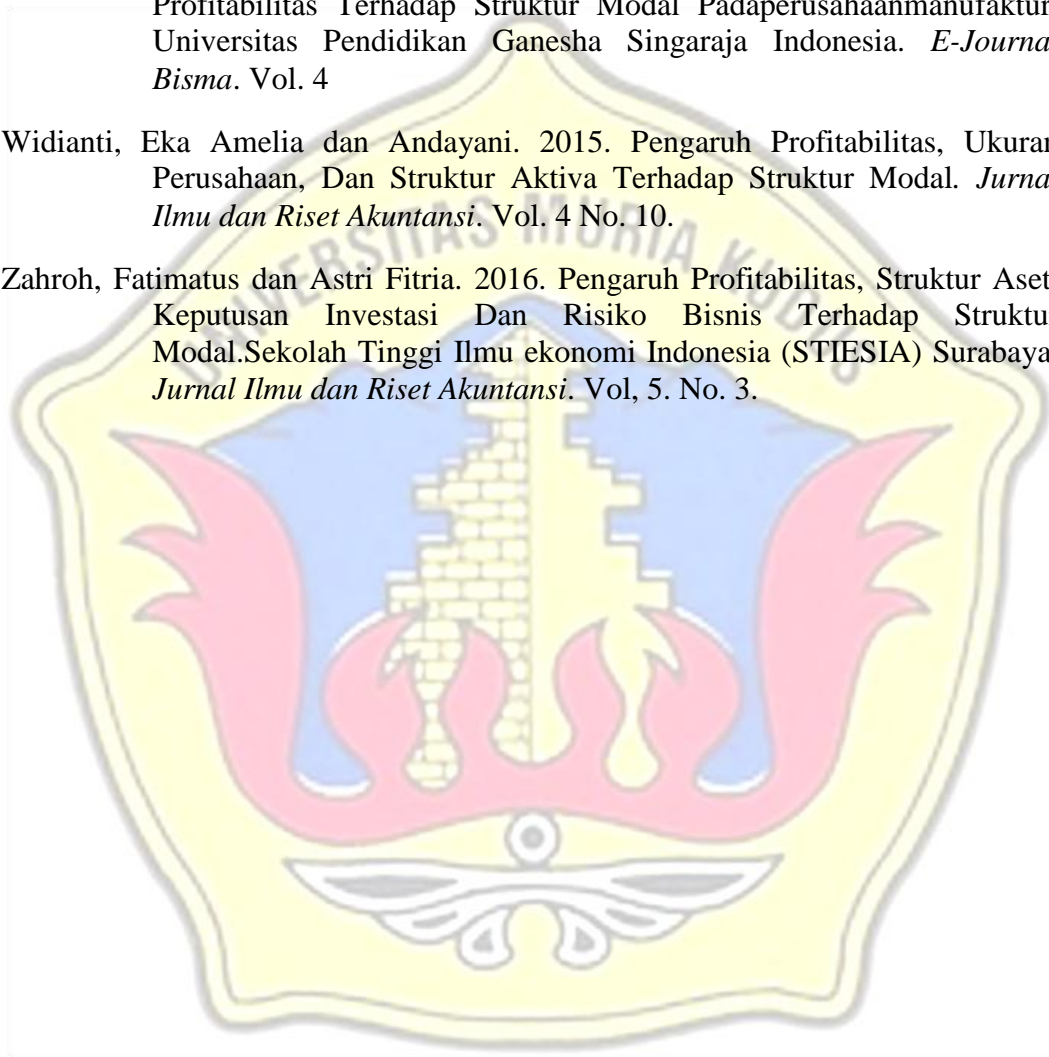 Profitabilitas Terhadap Struktur Modal Padaperusahaanmanufaktur
Universitas Pendidikan Ganesha Singaraja Indonesia. E-Journa
Bisma. Vol. 4
Widianti, Eka Amelia dan Andayani. 2015. Pengaruh Profitabilitas, Ukuran
Perusahaan, Dan Struktur Aktiva Terhadap Struktur Modal. Jurna
Ilmu dan Riset Akuntansi. Vol. 4 No. 10.
Zahroh, Fatimatus dan Astri Fitria. 2016. Pengaruh Profitabilitas, Struktur Aset
Keputusan Investasi Dan Risiko Bisnis Terhadap Struktu
Modal.Sekolah Tinggi Ilmu ekonomi Indonesia (STIESIA) Surabaya
Jurnal Ilmu dan Riset Akuntansi. Vol, 5. No. 3.
UNIVERSITAS MURIA KUDUS